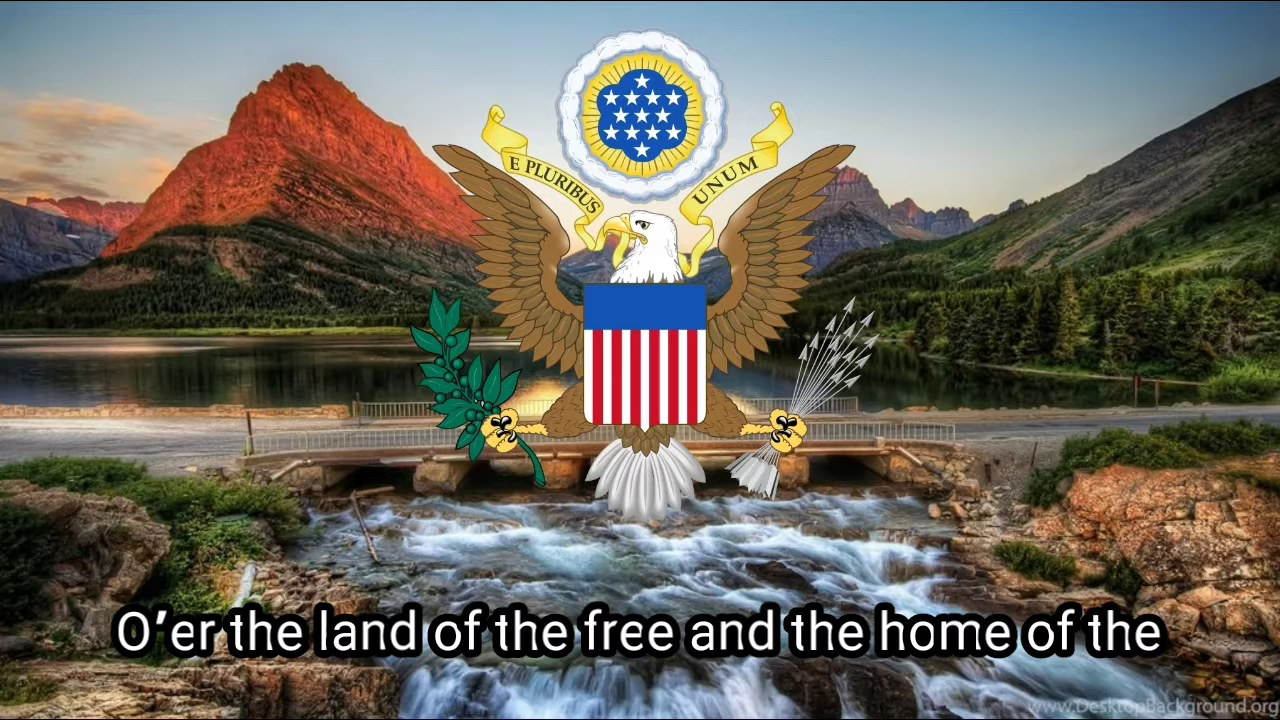 E PLURIBUS UNUM
O’er the land of the free and the home of the
www.DesktopBackground.org